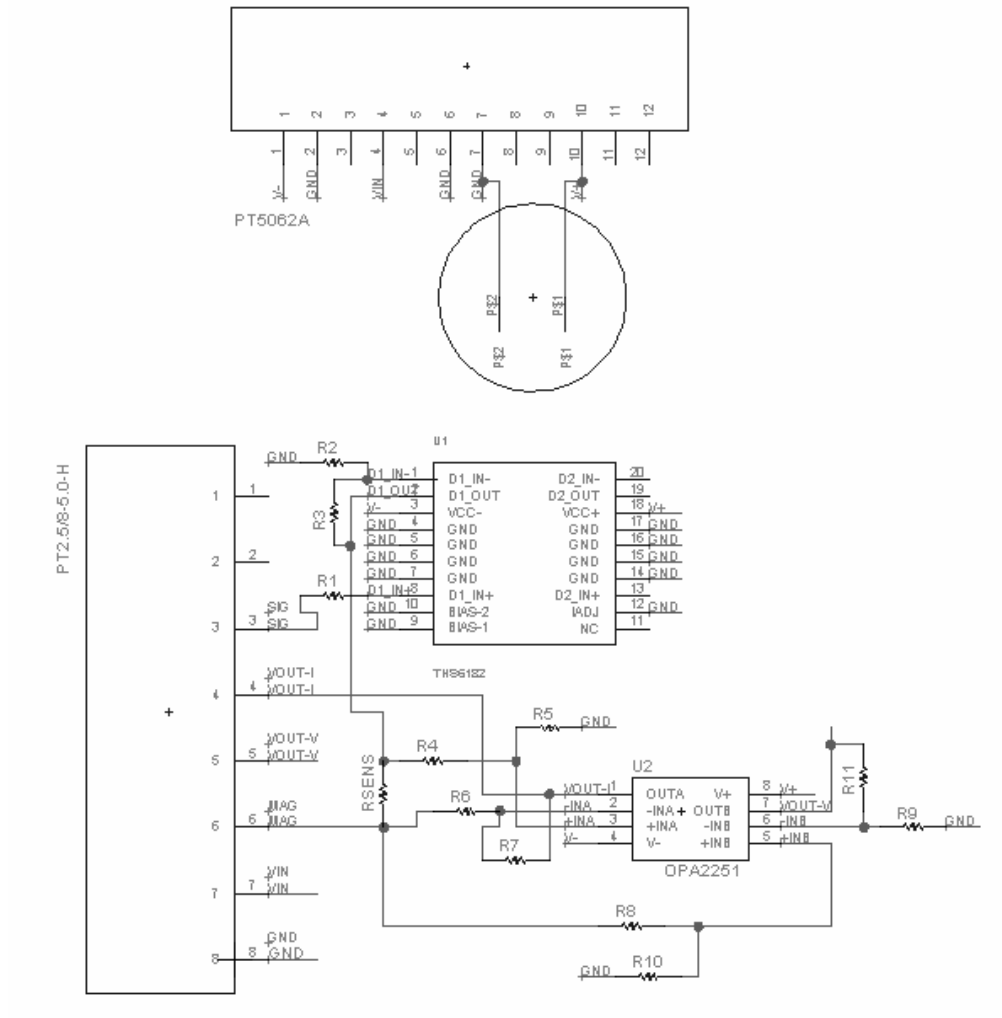 1 2 3 4 5 6 7 8 9 10 11 12
1 2 3 4 5 6 7 8 9 10 11 12
V- GND VIN GND GND V+
PT5062A
P$2 P$1
P$2 P$1
PT2.5/8-5.0-H
1 1
2 2
SIG
3 3 SIG
VOUT-I
4 4 VOUT-I
VOUT-V
5 5 VOUT-V
MAG
6 6 MAG
VIN
7 7 VIN
GND
8 8 GND
U1
GND R2
R3
R1
D1_IN- 1 D1_IN- D2_IN- 20
D1_OUT 2 D1_OUT D2_OUT 19
V- 3 VCC- VCC+ 18 V+
GND 4 GND GND 17 GND
GND 5 GND GND 16 GND
GND 6 GND GND 15 GND
GND 7 GND GND 14 GND
D1_IN+ 8 D1_IN+ D2_IN+ 13
GND 10 BIAS-2 IADJ 12 GND
GND 9 BIAS-1 NC 11
THS6182
R5 GND
RSENS
R4
R6
R7
U2
VOUT-I 1 OUTA V+ 8 V+
-INA 2 -INA OUTB 7 VOUT-V
+INA 3 +INA -INB 6 -INB
V- 4 V- +INB 5 +INB
OPA2251
R11
R9 GND
R8
GND R10